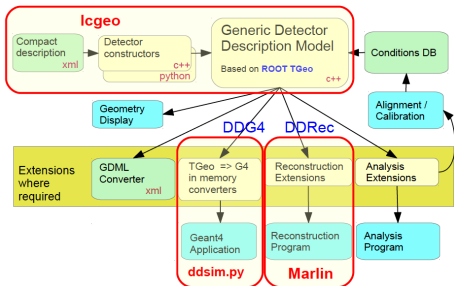 lcgeo
Compact
description
xml
Detector
constructors
c++
python
Generic Detector
Description Model
Based on ROOT TGeo
c++
Conditions DB
Geometry
Display
DDG4
DDRec
Alignment /
Calibration
Extensions
where
required
GDML
Converter
xml
TGeo => G4
in memory
converters
Reconstruction
Extensions
Analysis
Extensions
Geant4
Application
Reconstruction
Program
Analysis
Program
ddsim.py
Marlin